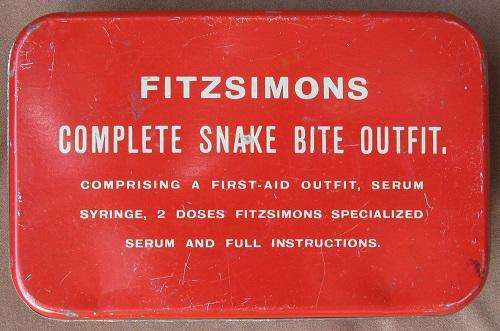 FITZSIMONS
COMPLETE SNAKE BITE OUTFIT.
COMPRISING A FIRST-AID OUTFIT, SERUM
SYRINGE, 2 DOSES FITZSIMONS SPECIALIZED
SERUM AND FULL INSTRUCTIONS.